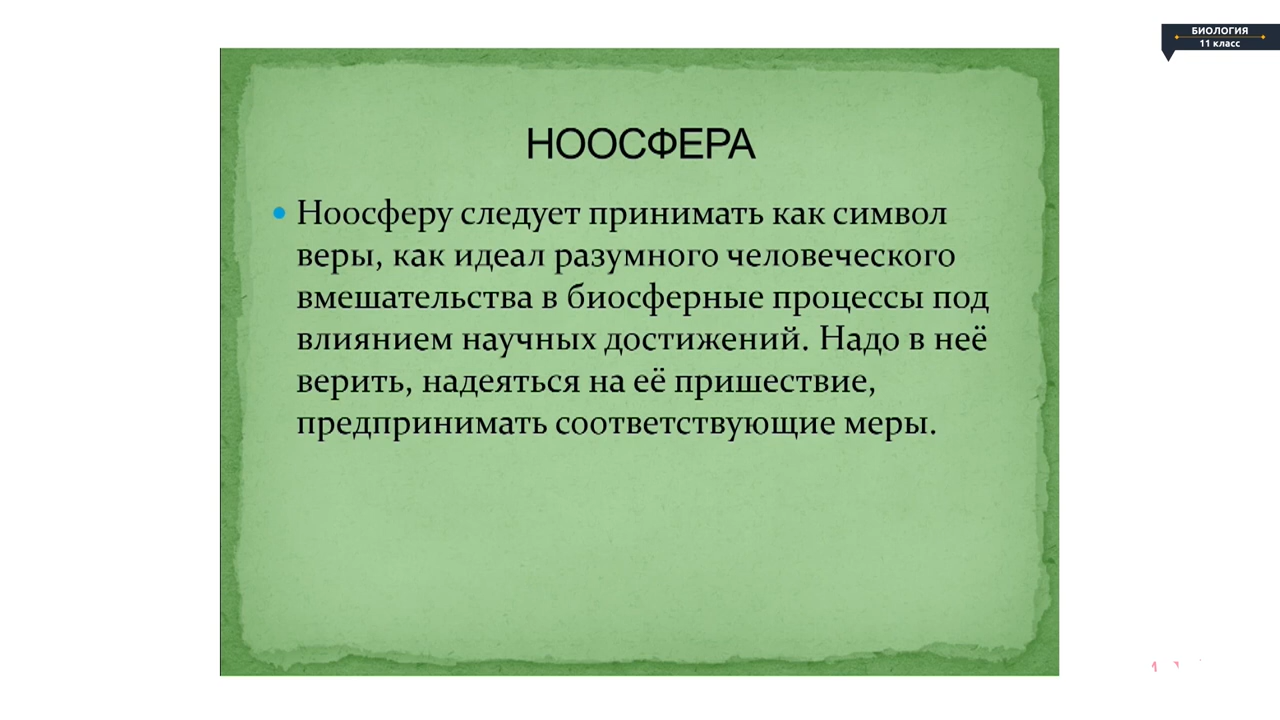 БИОЛОГИЯ
11 класс
НООСФЕРА
• Ноосферу следует принимать как символ
веры, как идеал разумного человеческого
вмешательства в биосферные процессы под
влиянием научных достижений. Надо в неё
верить, надеяться на её пришествие,
предпринимать соответствующие меры.